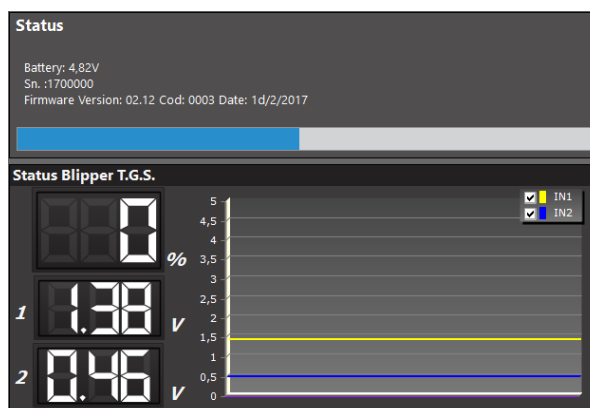 Status
Battery: 4,82V
Sn. :1700000
Firmware Version: 02.12 Cod: 0003 Date: 1d/2/2017
Status Blipper T.G.S.
0 %
1 1.38 V
2 0.46 V
5
4,5
4
3,5
3
2,5
2
1,5
1
0,5
0
IN1
IN2